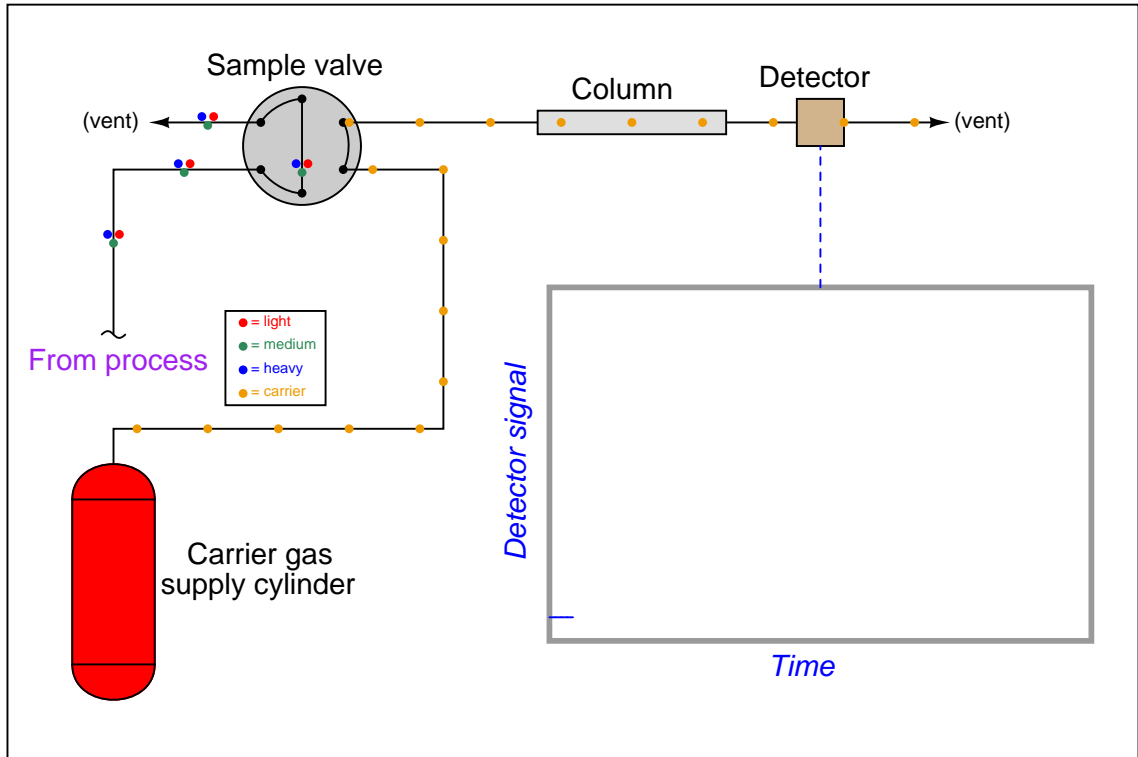 Sample valve
Column
Detector
(vent)
(vent)
= light
= medium
= heavy
= carrier
From process
Detector signal
Carrier gas
supply cylinder
Time